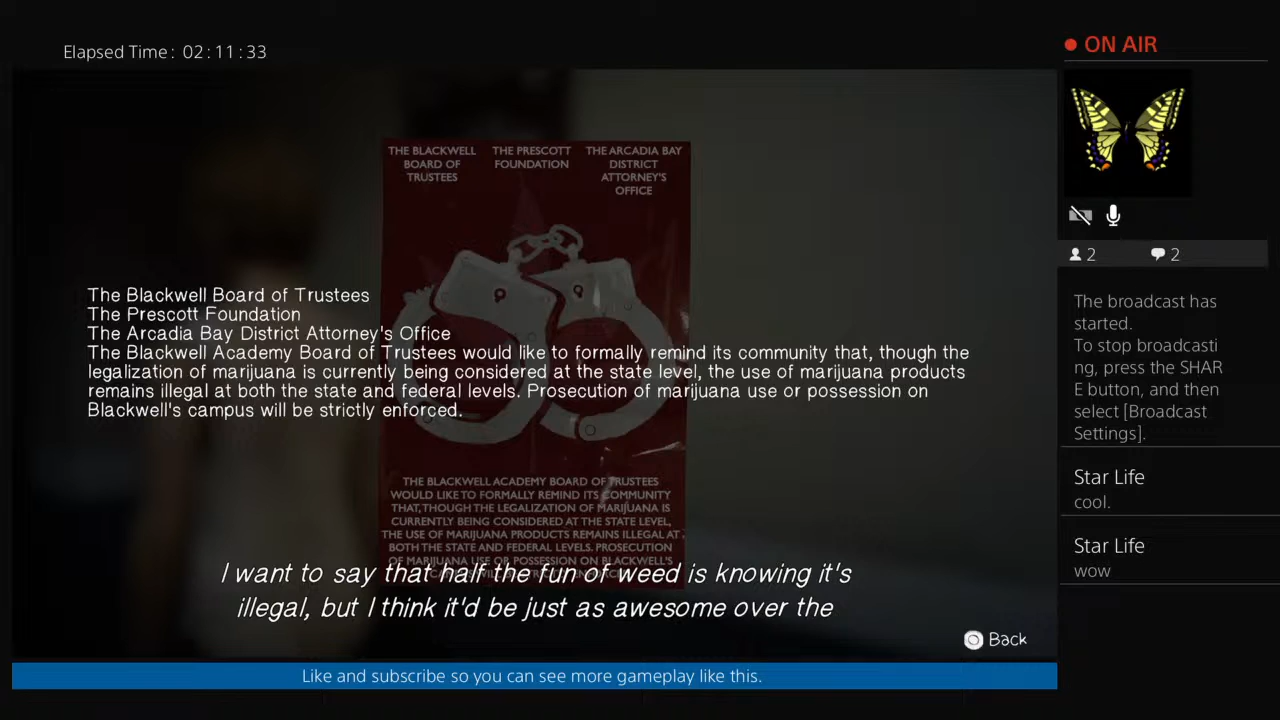 Elapsed Time: 02:11:33
ON AIR
THE BLACKWELL
BOARD OF
TRUSTEES
THE PRESCOTT
FOUNDATION
THE ARCADIA BAY
DISTRICT
ATTORNEY'S
OFFICE
The Blackwell Board of Trustees
The Prescott Foundation
The Arcadia Bay District Attorney's Office
The Blackwell Academy Board of Trustees would like to formally remind its community that, though the
legalization of marijuana is currently being considered at the state level, the use of marijuana products
remains illegal at both the state and federal levels. Prosecution of marijuana use or possession on
Blackwell's campus will be strictly enforced.
THE BLACKWELL ACADEMY BOARD OF TRUSTEES
WOULD LIKE TO FORMALLY REMIND ITS COMMUNITY
THAT, THOUGH THE LEGALIZATION OF MARIJUANA IS
CURRENTLY BEING CONSIDERED AT THE STATE LEVEL,
THE USE OF MARIJUANA PRODUCTS REMAINS ILLEGAL AT
BOTH THE STATE AND FEDERAL LEVELS. PROSECUTION
OF MARIJUANA USE OR POSSESSION ON BLACKWELL'S
I want to say that half the fun of weed is knowing it's
illegal, but I think it'd be just as awesome over the
Back
Like and subscribe so you can see more gameplay like this.
2
2
The broadcast has
started.
To stop broadcasti
ng, press the SHAR
E button, and then
select [Broadcast
Settings].
Star Life
cool.
Star Life
wow